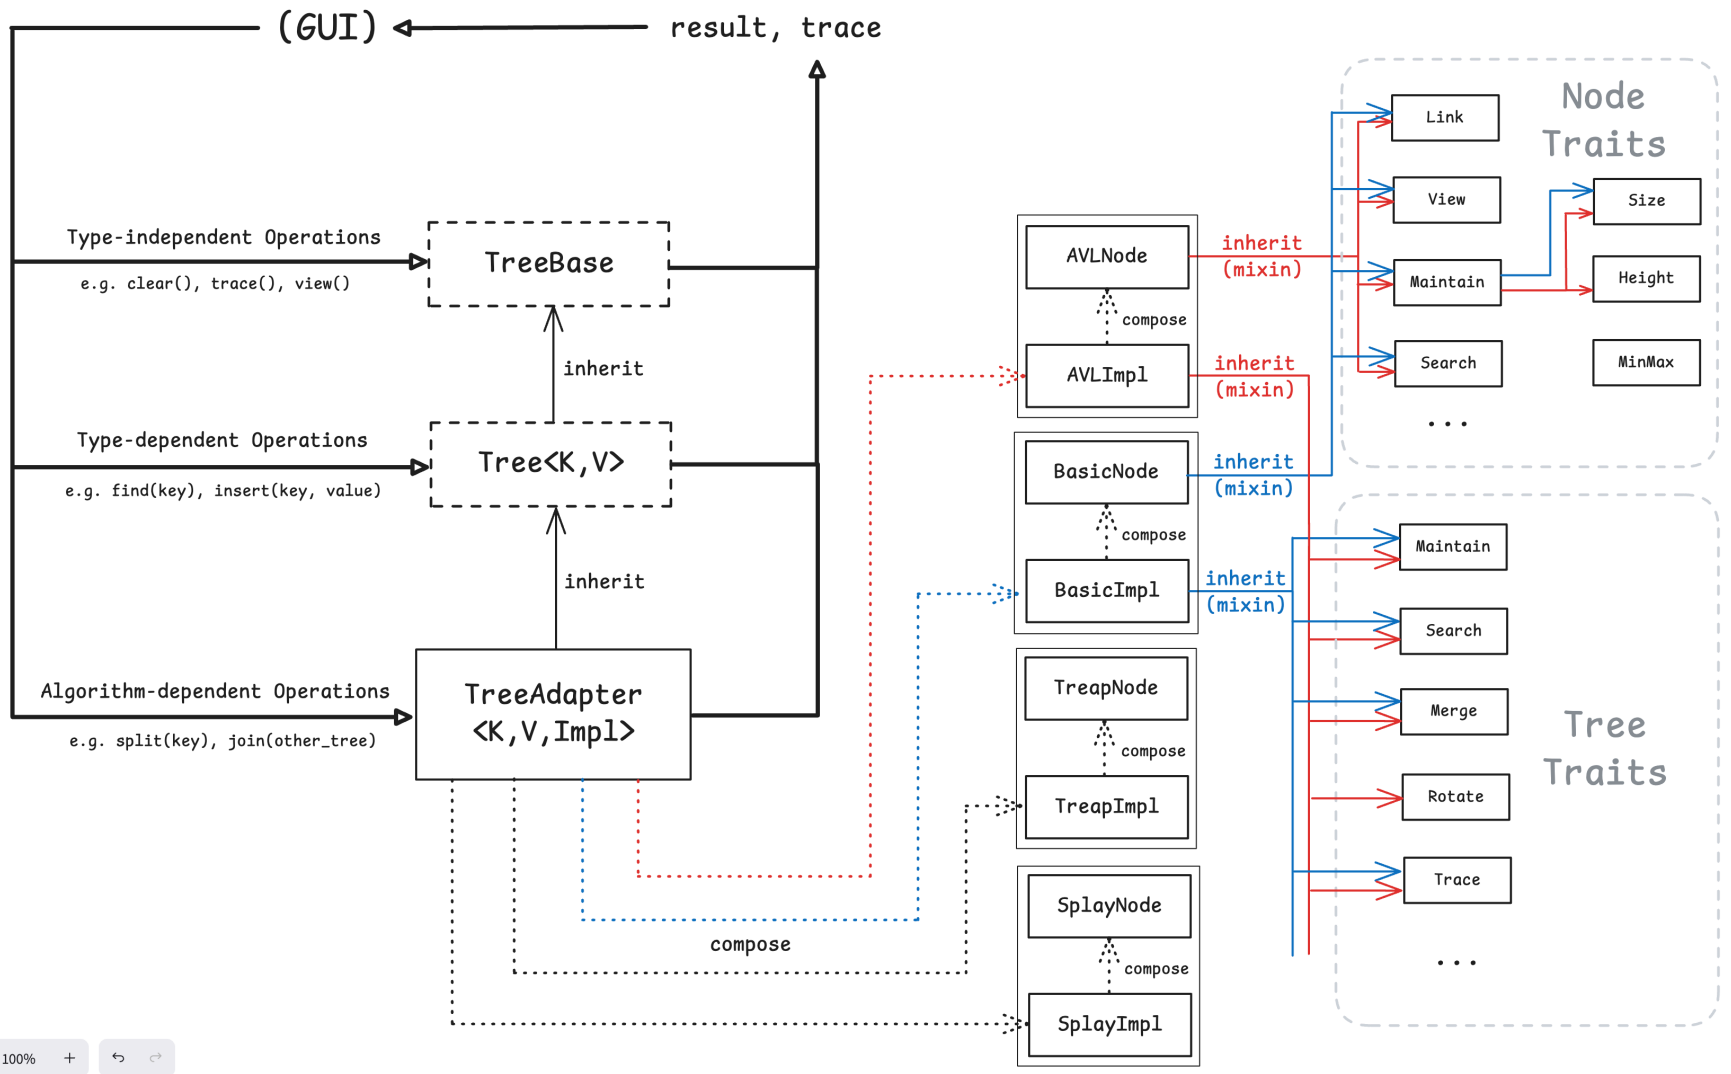 (GUI)
result, trace
Type-independent Operations
e.g. clear(), trace(), view()
TreeBase
inherit
Type-dependent Operations
e.g. find(key), insert(key, value)
Tree<K,V>
inherit
Algorithm-dependent Operations
e.g. split(key), join(other_tree)
TreeAdapter
<K,V,Impl>
compose
AVLNode
compose
AVLImpl
inherit
(mixin)
inherit
(mixin)
BasicNode
compose
BasicImpl
inherit
(mixin)
inherit
(mixin)
TreapNode
compose
TreapImpl
SplayNode
compose
SplayImpl
Node
Traits
Link
View
Maintain
Search
...
Size
Height
MinMax
Tree
Traits
Maintain
Search
Merge
Rotate
Trace
...
100%
+